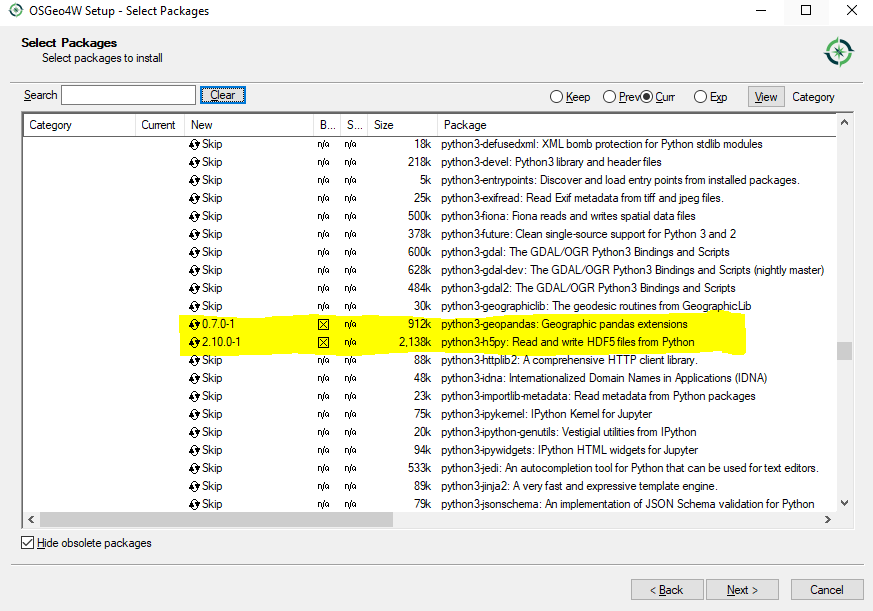 OSGeo4W Setup - Select Packages
Select Packages
Select packages to install
Search Clear Keep Prev Curr Exp View Category
Category Current New B... S... Size Package
Skip n/a n/a 18k python3-defusedxml: XML bomb protection for Python stdlib modules
Skip n/a n/a 218k python3-devel: Python3 library and header files
Skip n/a n/a 5k python3-entrypoints: Discover and load entry points from installed packages.
Skip n/a n/a 25k python3-exifread: Read Exif metadata from tiff and jpeg files.
Skip n/a n/a 500k python3-fiona: Fiona reads and writes spatial data files
Skip n/a n/a 378k python3-future: Clean single-source support for Python 3 and 2
Skip n/a n/a 600k python3-gdal: The GDAL/OGR Python3 Bindings and Scripts
Skip n/a n/a 628k python3-gdal-dev: The GDAL/OGR Python3 Bindings and Scripts (nightly master)
Skip n/a n/a 484k python3-gdal2: The GDAL/OGR Python3 Bindings and Scripts
Skip n/a n/a 30k python3-geographiclib: The geodesic routines from GeographicLib
0.7.0-1 n/a 912k python3-geopandas: Geographic pandas extensions
2.10.0-1 n/a 2,138k python3-h5py: Read and write HDF5 files from Python
Skip n/a n/a 88k python3-httplib2: A comprehensive HTTP client library.
Skip n/a n/a 48k python3-idna: Internationalized Domain Names in Applications (IDNA)
Skip n/a n/a 23k python3-importlib-metadata: Read metadata from Python packages
Skip n/a n/a 75k python3-ipykernel: IPython Kernel for Jupyter
Skip n/a n/a 20k python3-ipython-genutils: Vestigial utilities from IPython
Skip n/a n/a 94k python3-ipywidgets: IPython HTML widgets for Jupyter
Skip n/a n/a 533k python3-jedi: An autocompletion tool for Python that can be used for text editors.
Skip n/a n/a 89k python3-jinja2: A very fast and expressive template engine.
Skip n/a n/a 79k python3-jsonschema: An implementation of JSON Schema validation for Python
Hide obsolete packages
< Back Next > Cancel